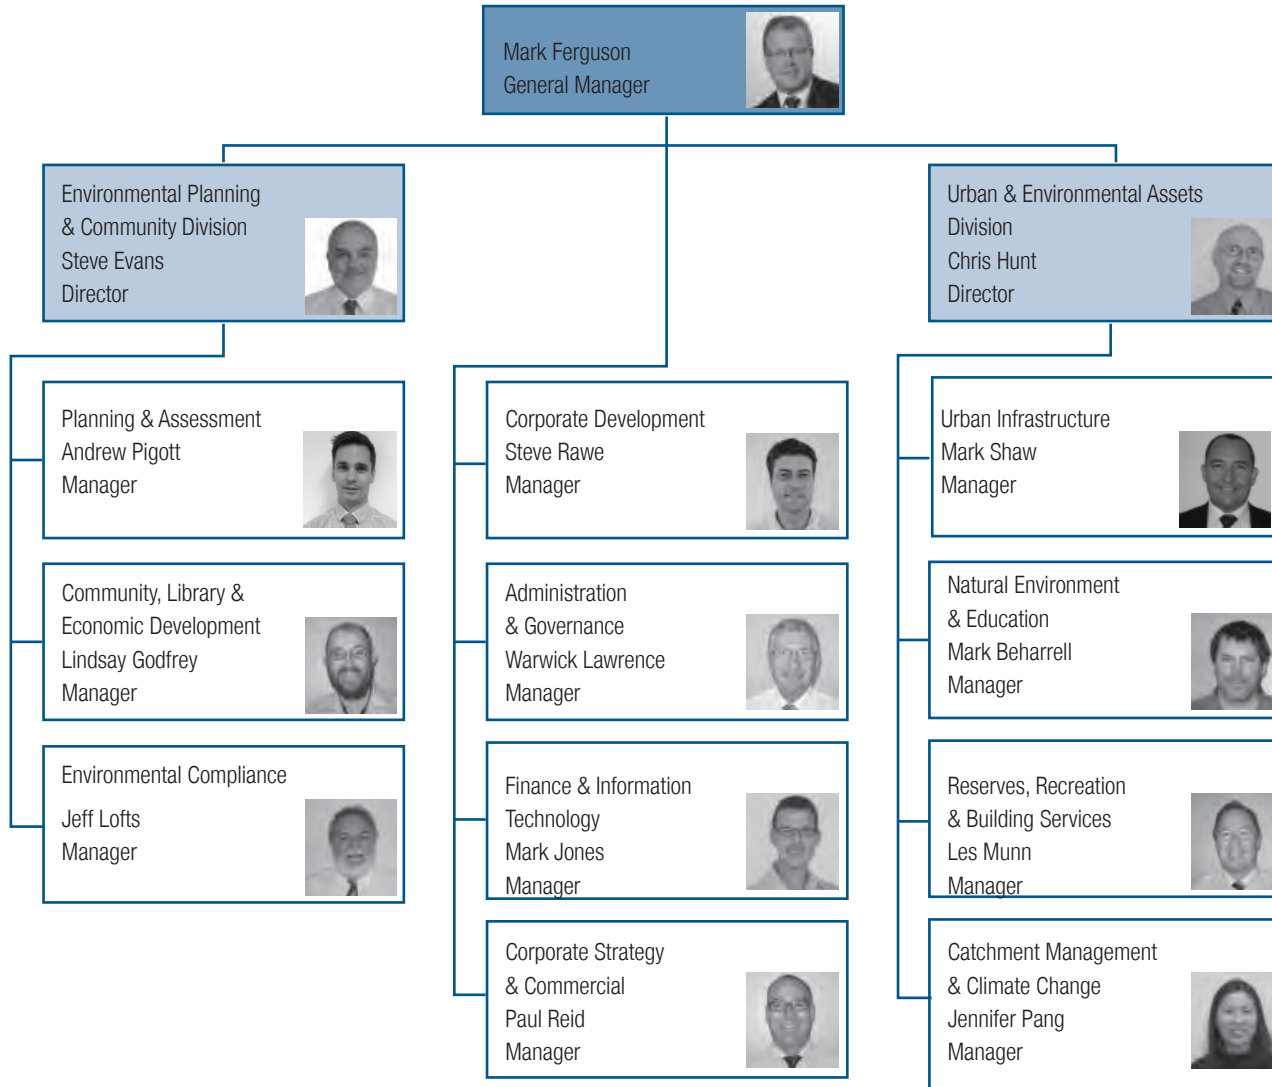 Mark Ferguson
General Manager
Environmental Planning
& Community Division
Steve Evans
Director
Urban & Environmental Assets
Division
Chris Hunt
Director
Planning & Assessment
Andrew Pigott
Manager
Community, Library &
Economic Development
Lindsay Godfrey
Manager
Environmental Compliance
Jeff Lofts
Manager
Corporate Development
Steve Rawe
Manager
Administration
& Governance
Warwick Lawrence
Manager
Finance & Information
Technology
Mark Jones
Manager
Corporate Strategy
& Commercial
Paul Reid
Manager
Urban Infrastructure
Mark Shaw
Manager
Natural Environment
& Education
Mark Beharrell
Manager
Reserves, Recreation
& Building Services
Les Munn
Manager
Catchment Management
& Climate Change
Jennifer Pang
Manager